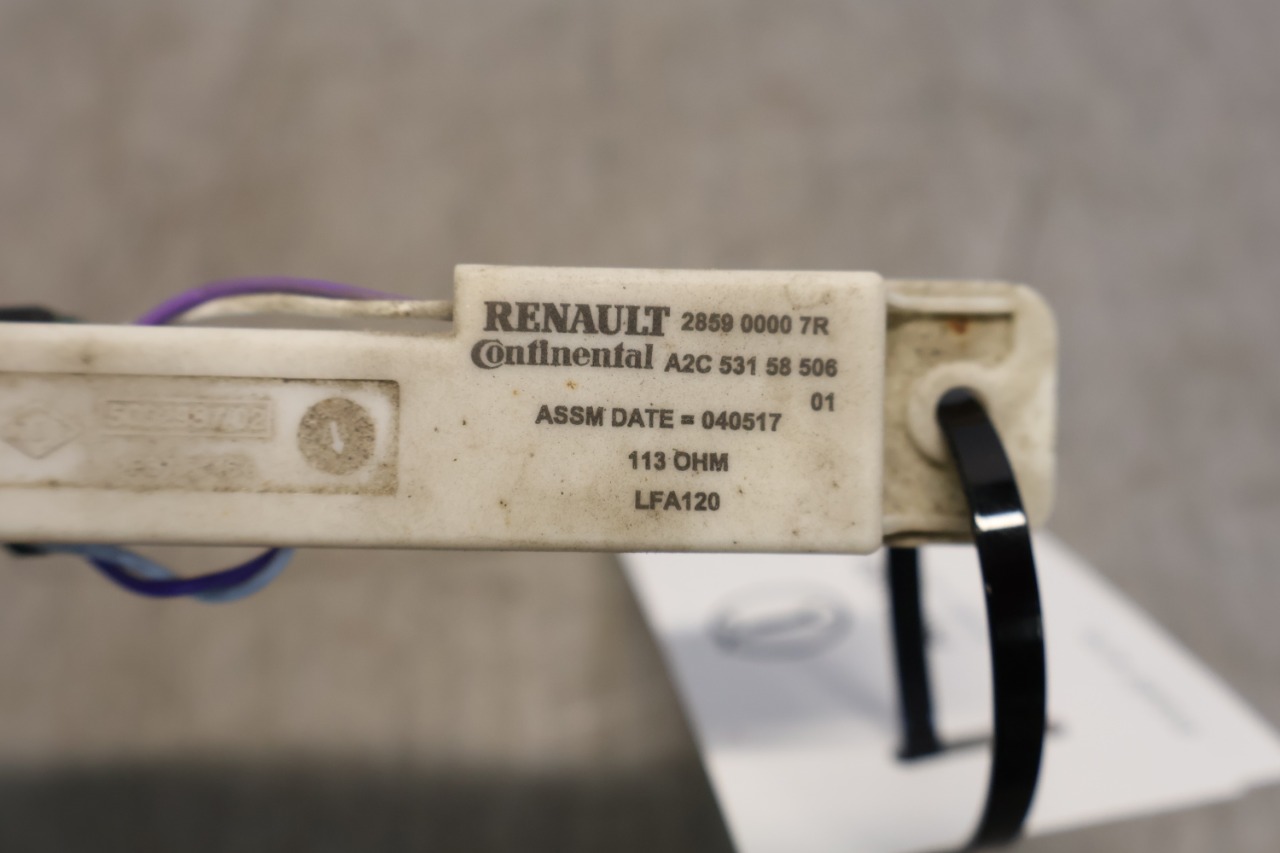 RENAULT 2859 0000 7R
Continental A2C 531 58 506
01
ASSM DATE = 040517
113 OHM
LFA120